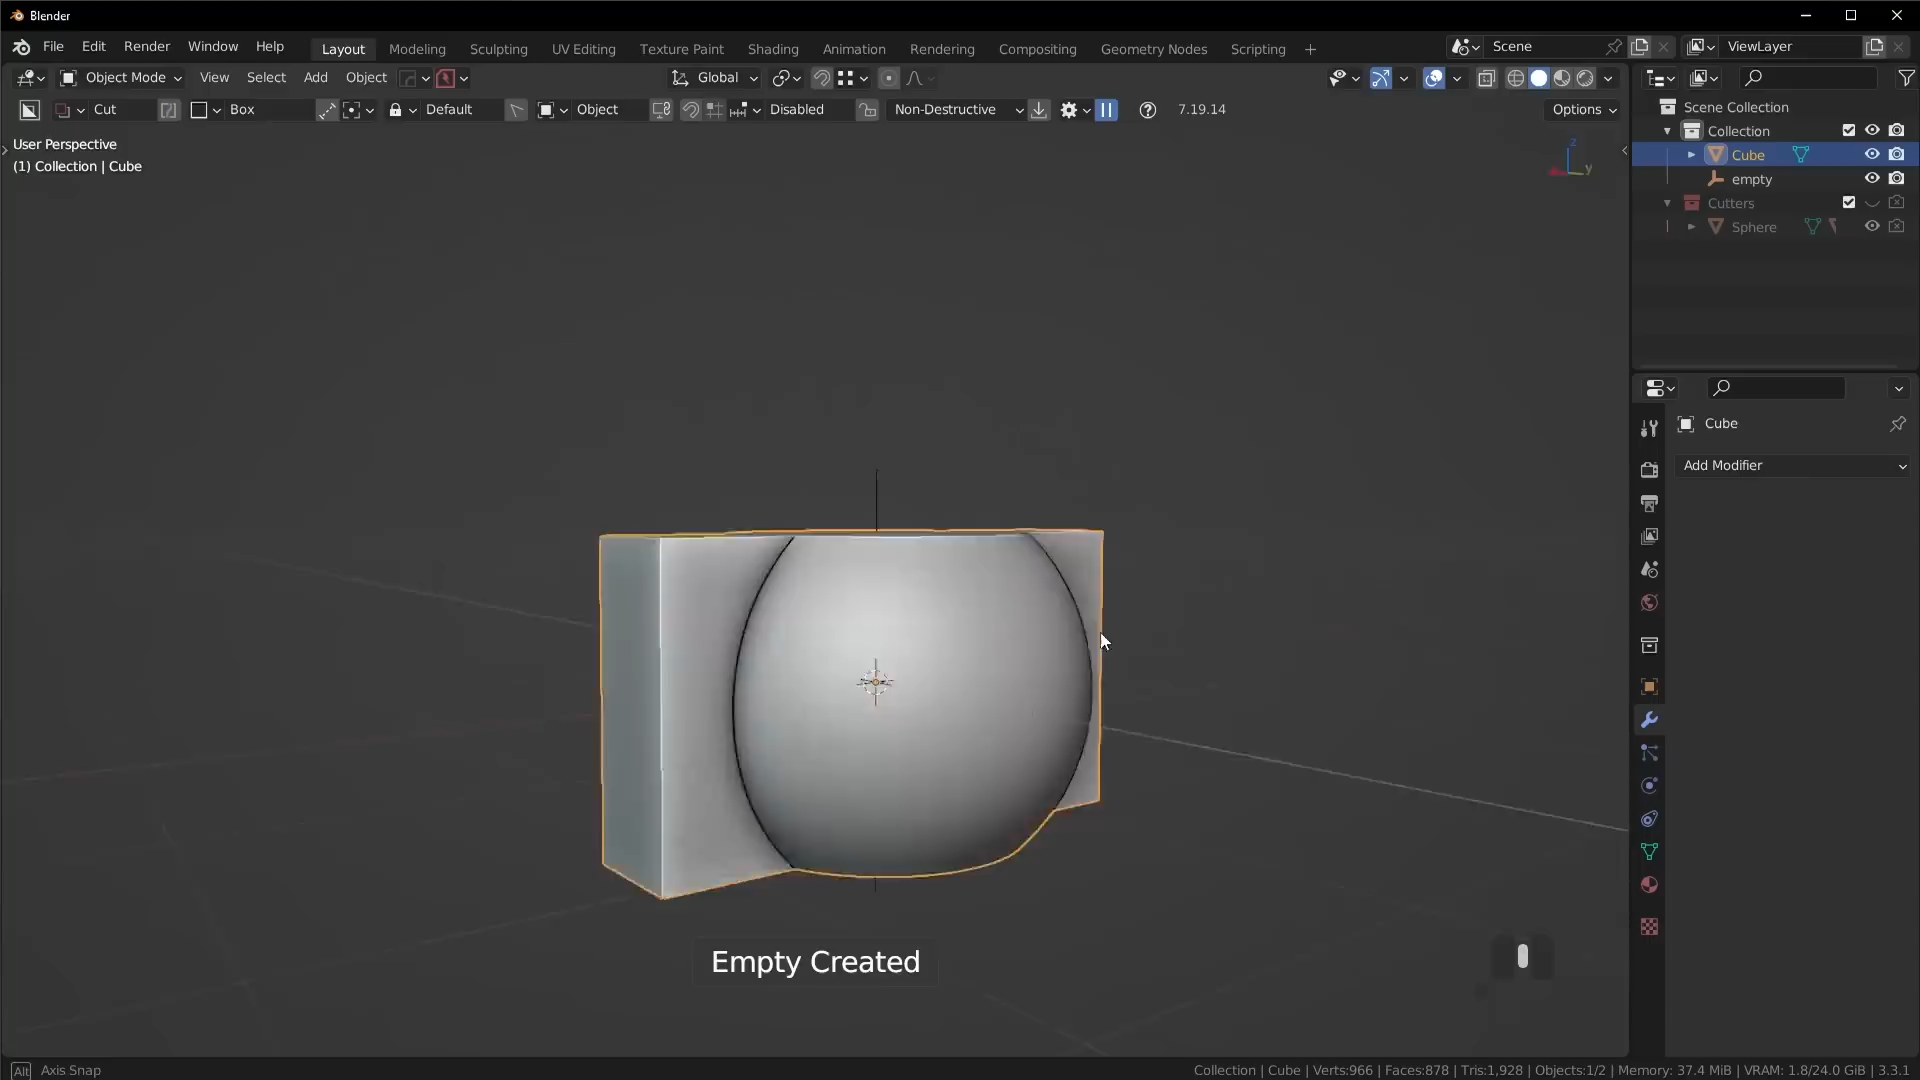 Blender
File Edit Render Window Help
Layout Modeling Sculpting UV Editing Texture Paint Shading Animation Rendering Compositing Geometry Nodes Scripting +
Scene
ViewLayer
Object Mode View Select Add Object
Global
Cut Box Default Object Disabled Non-Destructive 7.19.14
Options
User Perspective
(1) Collection | Cube
z
y
Scene Collection
Collection
Cube
empty
Cutters
Sphere
Cube
Add Modifier
Empty Created
Alt Axis Snap
Collection | Cube | Verts:966 | Faces:878 | Tris:1,928 | Objects:1/2 | Memory: 37.4 MiB | VRAM: 1.8/24.0 GiB | 3.3.1